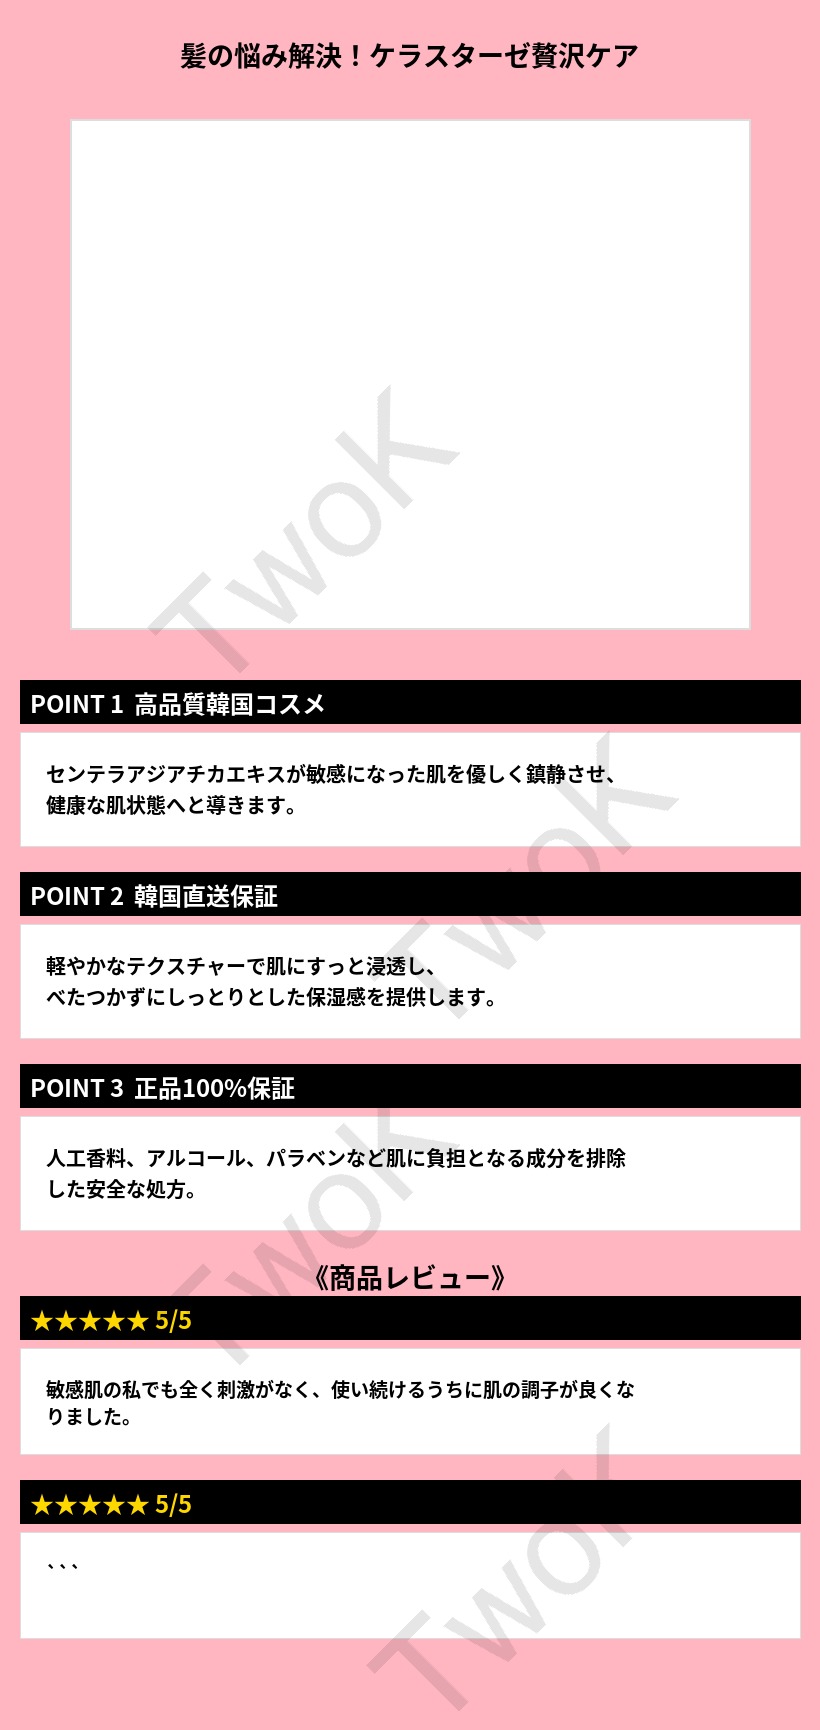 髪の悩み解決！ケラスターゼ贅沢ケア
TwoK
POINT 1 高品質韓国コスメ
センテラアジアチカエキスが敏感になった肌を優しく鎮静させ、
健康な肌状態へと導きます。
TwoK
POINT 2 韓国直送保証
軽やかなテクスチャーで肌にすっと浸透し、
べたつかずにしっとりとした保湿感を提供します。
POINT 3 正品100%保証
人工香料、アルコール、パラベンなど肌に負担となる成分を排除
した安全な処方。
TwoK
《商品レビュー》
★★★★★ 5/5
敏感肌の私でも全く刺激がなく、使い続けるうちに肌の調子が良くな
りました。
★★★★★ 5/5
、、、
TwoK